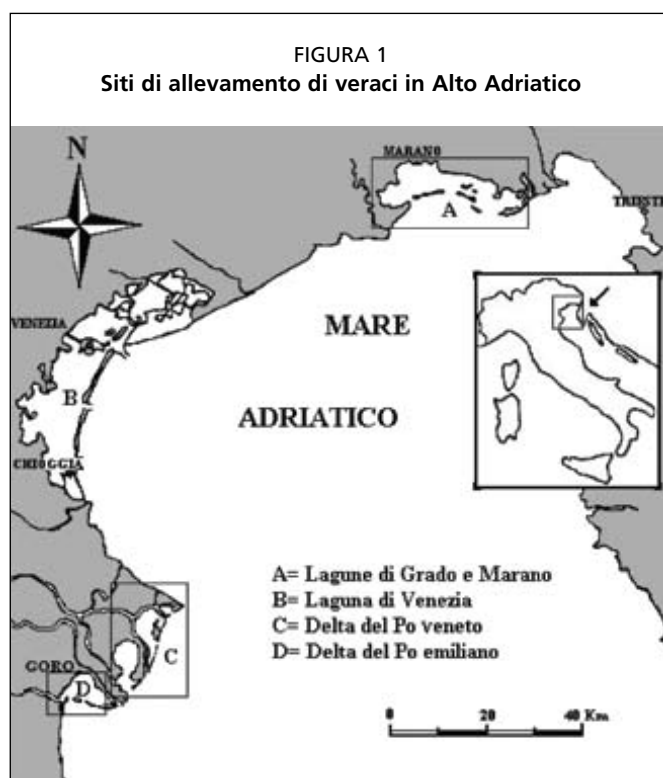 FIGURA 1
Siti di allevamento di veraci in Alto Adriatico
N
MARANO
A
TRIESTE
VENEZIA
MARE
ADRIATICO
B
CHIOGGIA
A= Lagune di Grado e Marano
B= Laguna di Venezia
C= Delta del Po veneto
D= Delta del Po emiliano
C
GORO
D
0 20 40 Km